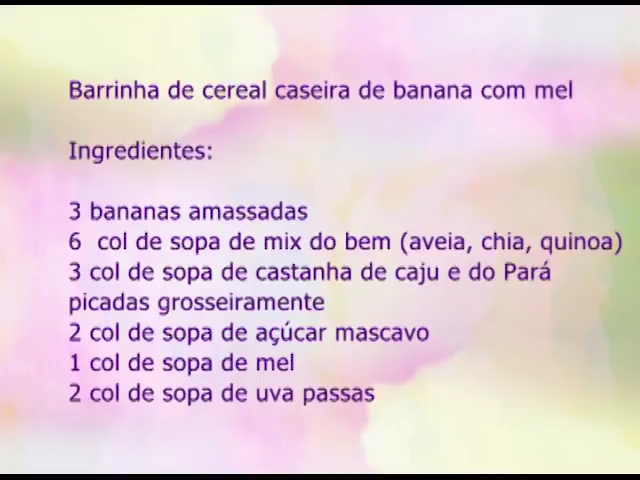 Barrinha de cereal caseira de banana com mel
Ingredientes:
3 bananas amassadas
6  col de sopa de mix do bem (aveia, chia, quinoa)
3 col de sopa de castanha de caju e do Pará
picadas grosseiramente
2 col de sopa de açúcar mascavo
1 col de sopa de mel
2 col de sopa de uva passas